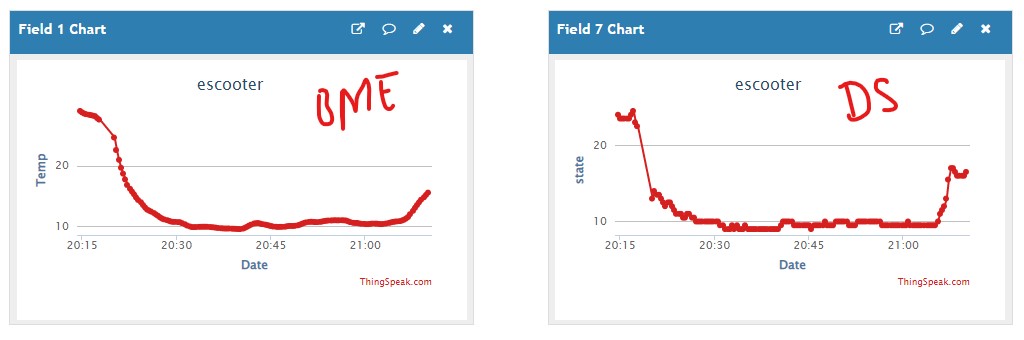 Field 1 Chart
escooter
BME
Temp
20
10
20:15 20:30 20:45 21:00
Date
ThingSpeak.com
Field 7 Chart
escooter
DS
state
20
10
20:15 20:30 20:45 21:00
Date
ThingSpeak.com